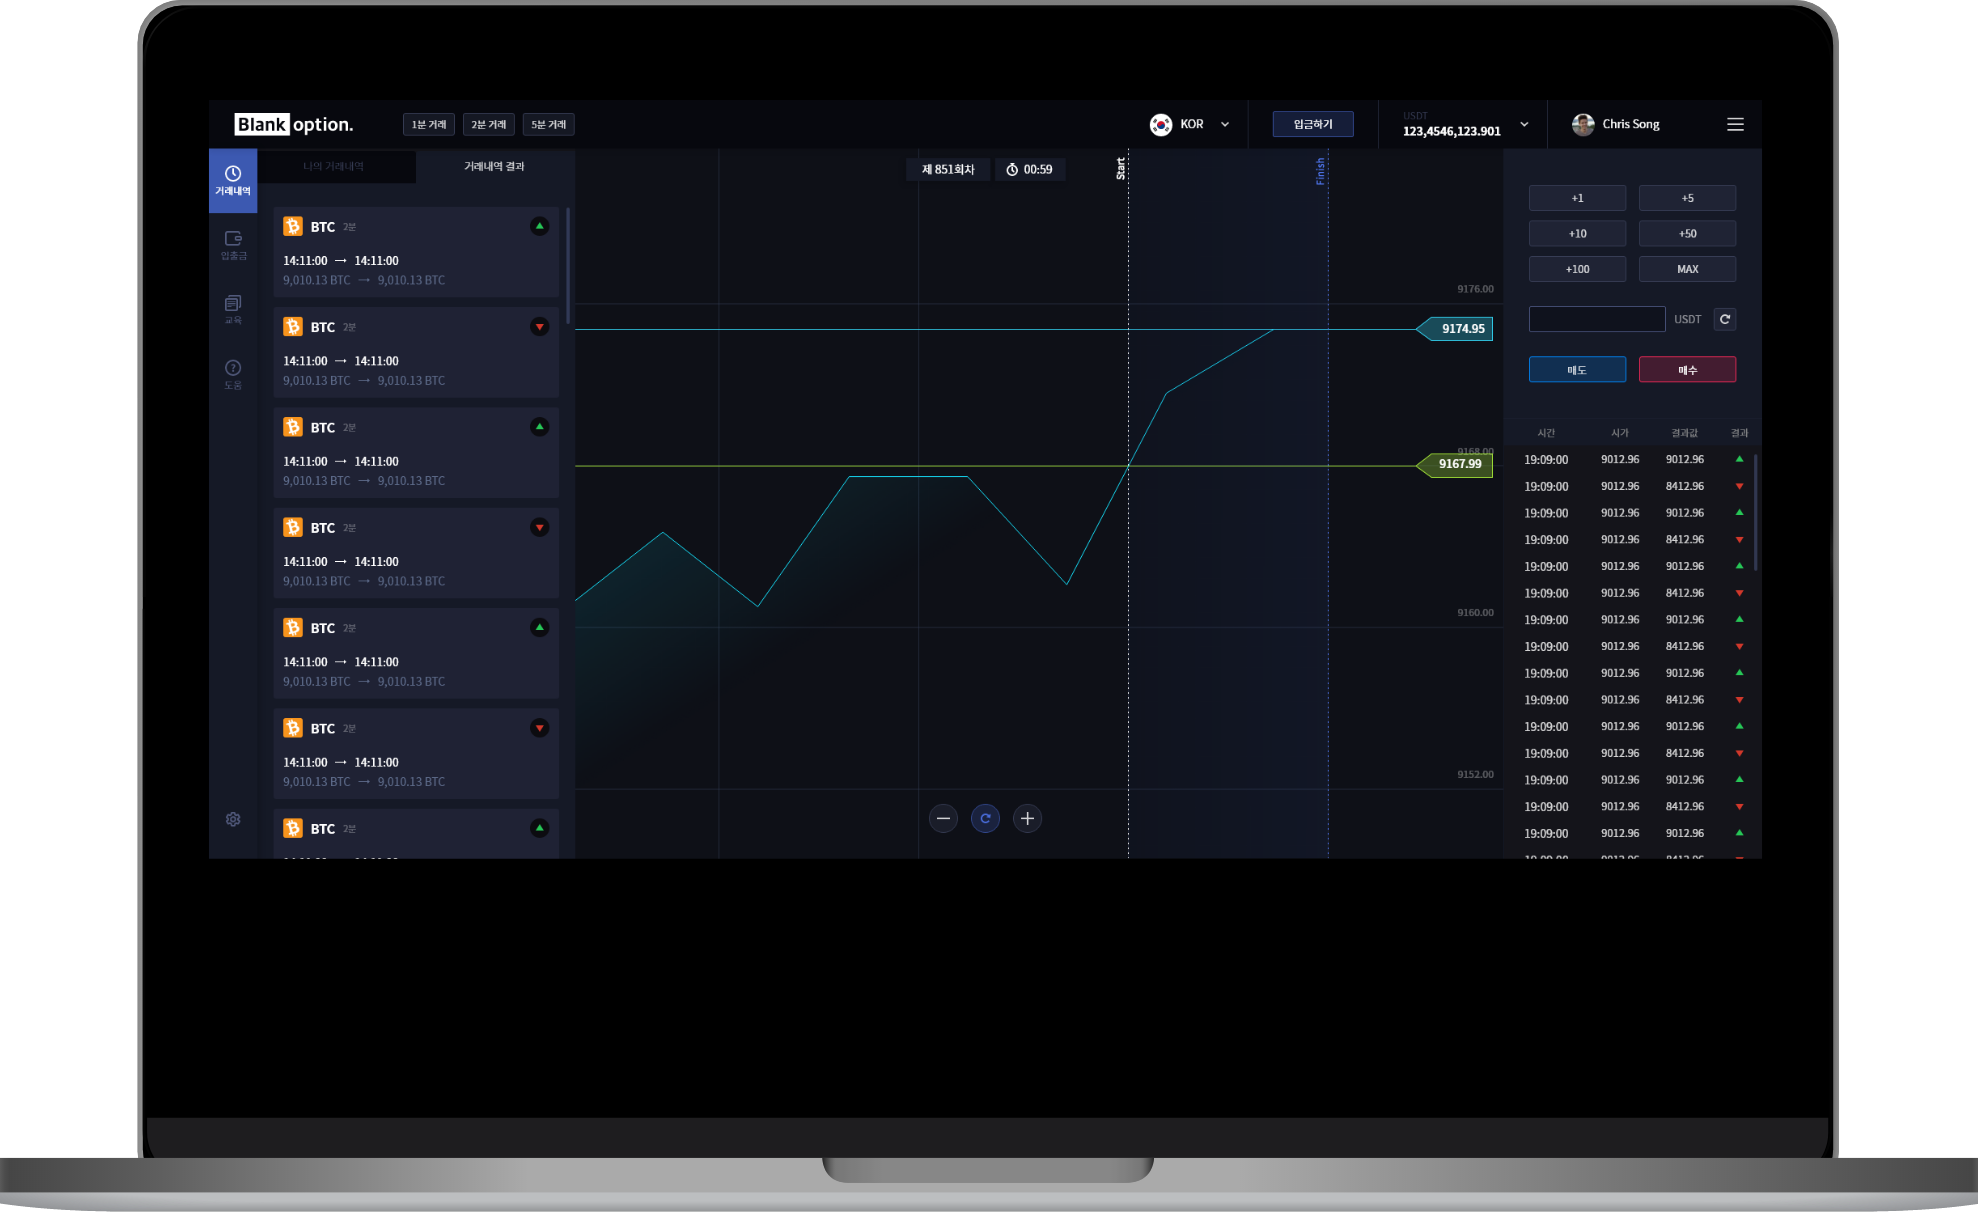 Blank option.
1분 거래 2분 거래 5분 거래
KOR
입금하기
USDT
123,4546,123.901
Chris Song
거래내역
입출금
교육
도움
나의 거래내역 거래내역 결과
BTC 2분
14:11:00 → 14:11:00
9,010.13 BTC → 9,010.13 BTC
BTC 2분
14:11:00 → 14:11:00
9,010.13 BTC → 9,010.13 BTC
BTC 2분
14:11:00 → 14:11:00
9,010.13 BTC → 9,010.13 BTC
BTC 2분
14:11:00 → 14:11:00
9,010.13 BTC → 9,010.13 BTC
BTC 2분
14:11:00 → 14:11:00
9,010.13 BTC → 9,010.13 BTC
BTC 2분
14:11:00 → 14:11:00
9,010.13 BTC → 9,010.13 BTC
BTC 2분
제 851회차 00:59
Start
Finish
9176.00
9174.95
9168.00
9167.99
9160.00
9152.00
+1 +5
+10 +50
+100 MAX
USDT
매도 매수
시간 시가 결과값 결과
19:09:00 9012.96 9012.96
19:09:00 9012.96 8412.96
19:09:00 9012.96 9012.96
19:09:00 9012.96 8412.96
19:09:00 9012.96 9012.96
19:09:00 9012.96 8412.96
19:09:00 9012.96 9012.96
19:09:00 9012.96 8412.96
19:09:00 9012.96 9012.96
19:09:00 9012.96 8412.96
19:09:00 9012.96 9012.96
19:09:00 9012.96 8412.96
19:09:00 9012.96 9012.96
19:09:00 9012.96 8412.96
19:09:00 9012.96 9012.96